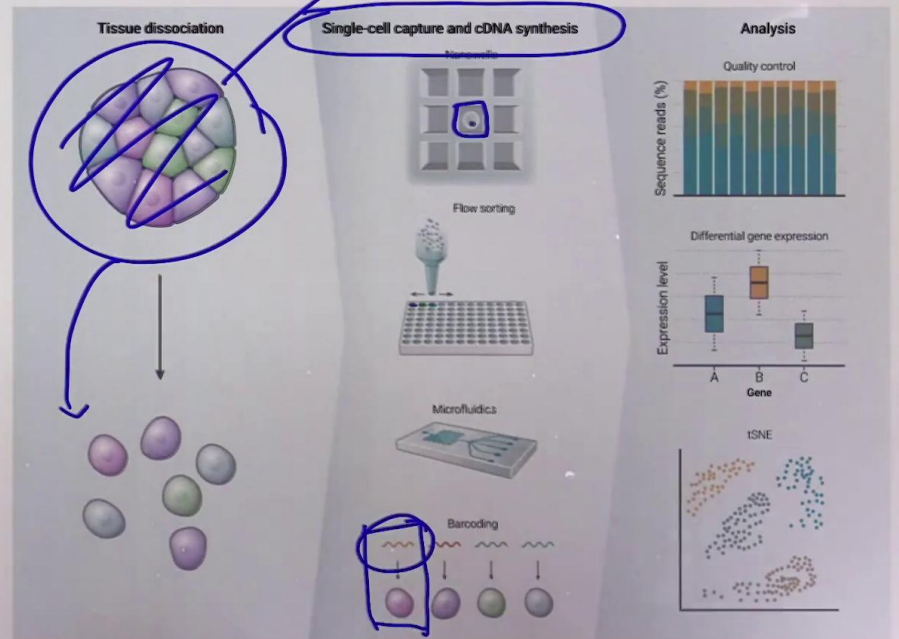 Tissue dissociation
Single-cell capture and cDNA synthesis
Nanowells
Flow sorting
Microfluidics
Barcoding
Analysis
Quality control
Sequence reads (%)
Differential gene expression
Expression level
A B C
Gene
tSNE